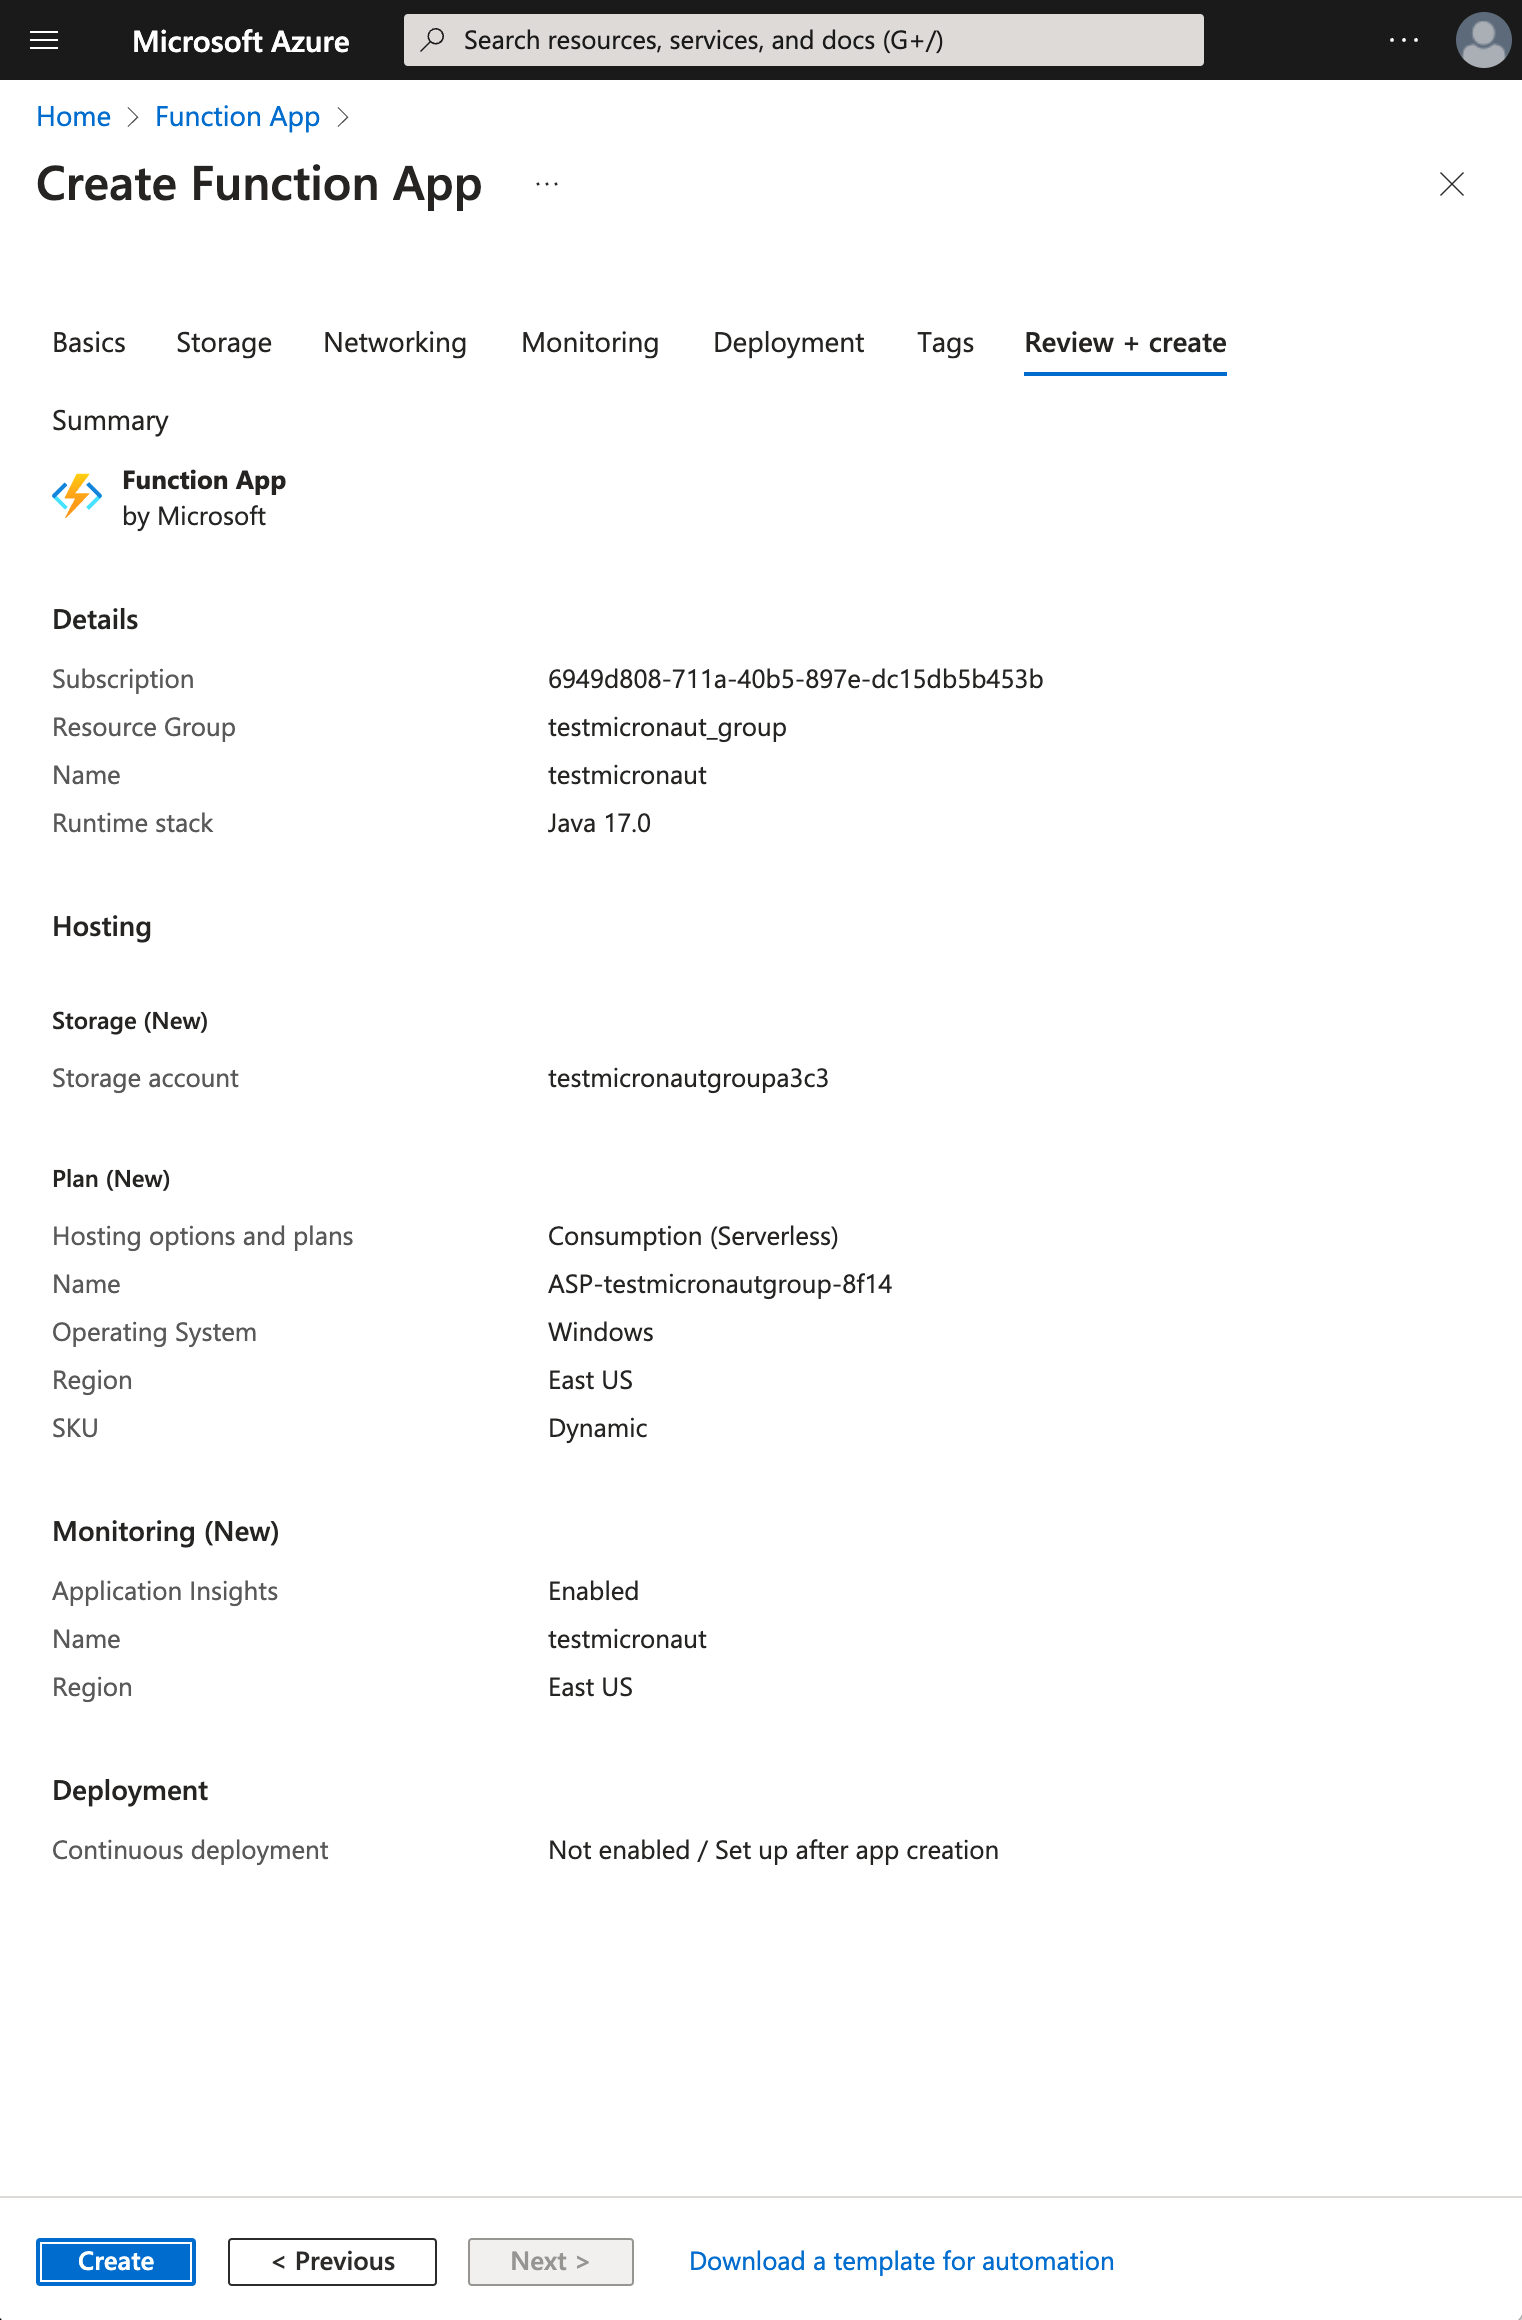 Microsoft Azure
Search resources, services, and docs (G+/)
Home > Function App >
Create Function App ...
Basics Storage Networking Monitoring Deployment Tags Review + create
Summary
Function App
by Microsoft
Details
Subscription 6949d808-711a-40b5-897e-dc15db5b453b
Resource Group testmicronaut_group
Name testmicronaut
Runtime stack Java 17.0
Hosting
Storage (New)
Storage account testmicronautgroupa3c3
Plan (New)
Hosting options and plans Consumption (Serverless)
Name ASP-testmicronautgroup-8f14
Operating System Windows
Region East US
SKU Dynamic
Monitoring (New)
Application Insights Enabled
Name testmicronaut
Region East US
Deployment
Continuous deployment Not enabled / Set up after app creation
Create < Previous Next > Download a template for automation